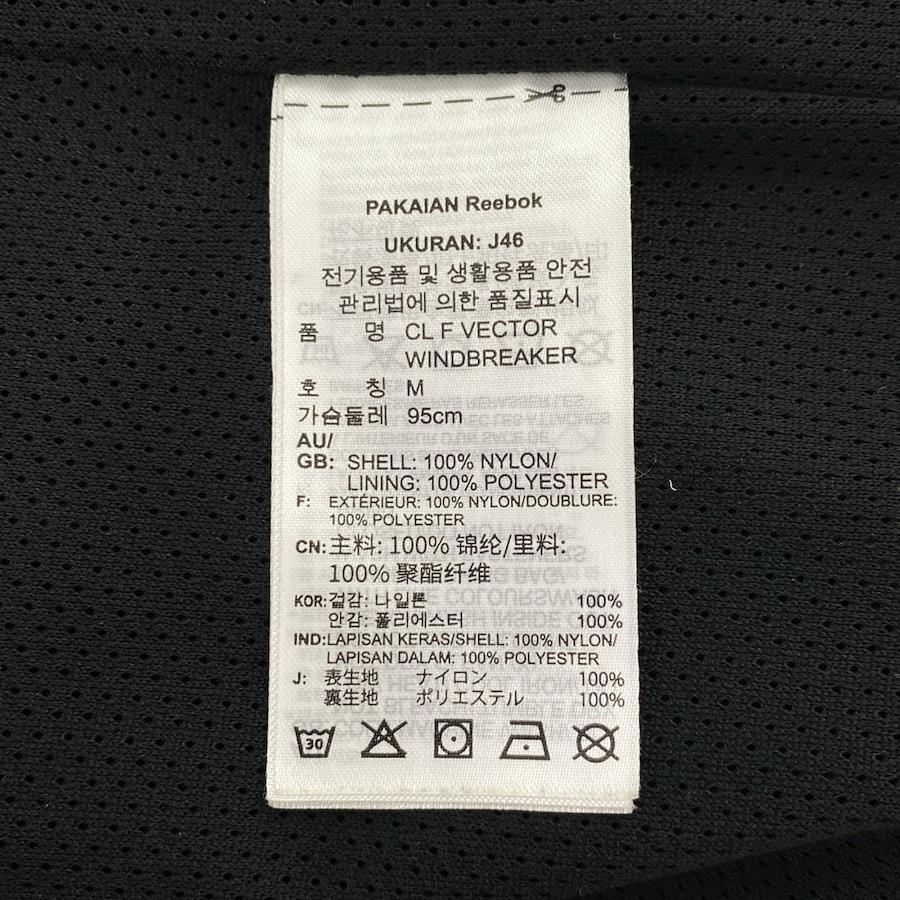 PAKAIAN Reebok
UKURAN: J46
전기용품 및 생활용품 안전
관리법에 의한 품질표시
품 명 CL F VECTOR
WINDBREAKER
호 칭 M
가슴둘레 95cm
AU/
GB: SHELL: 100% NYLON/
LINING: 100% POLYESTER
F: EXTÉRIEUR: 100% NYLON/DOUBLURE:
100% POLYESTER
CN: 主料: 100% 锦纶/里料:
100% 聚酯纤维
KOR: 겉감: 나일론 100%
안감: 폴리에스터 100%
IND: LAPISAN KERAS/SHELL: 100% NYLON/
LAPISAN DALAM: 100% POLYESTER
J: 表生地 ナイロン 100%
裏生地 ポリエステル 100%
30